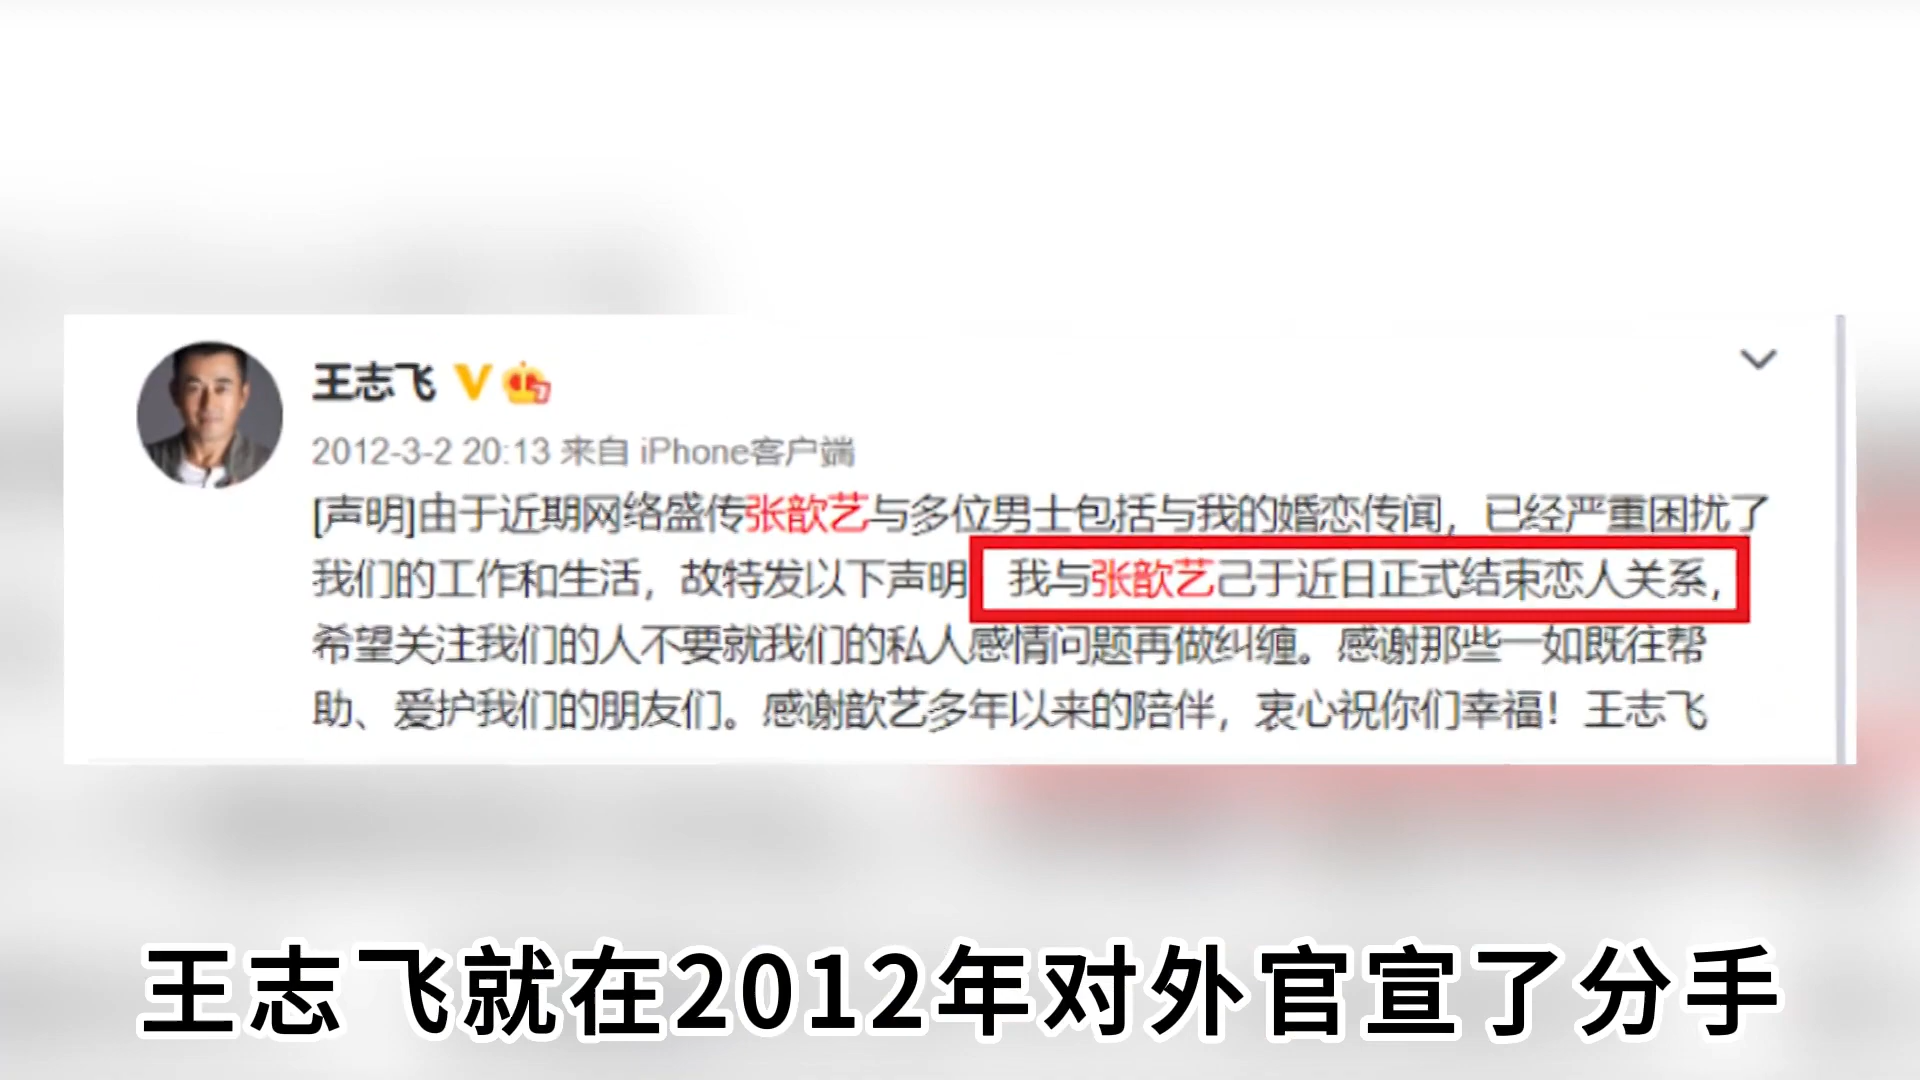 王志飞
2012-3-2 20:13 来自 iPhone客户端
[声明]由于近期网络盛传张歆艺与多位男士包括与我的婚恋传闻，已经严重困扰了
我们的工作和生活，故特发以下声明 我与张歆艺己于近日正式结束恋人关系，
希望关注我们的人不要就我们的私人感情问题再做纠缠。感谢那些一如既往帮
助、爱护我们的朋友们。感谢歆艺多年以来的陪伴，衷心祝你们幸福！王志飞
王志飞就在2012年对外官宣了分手